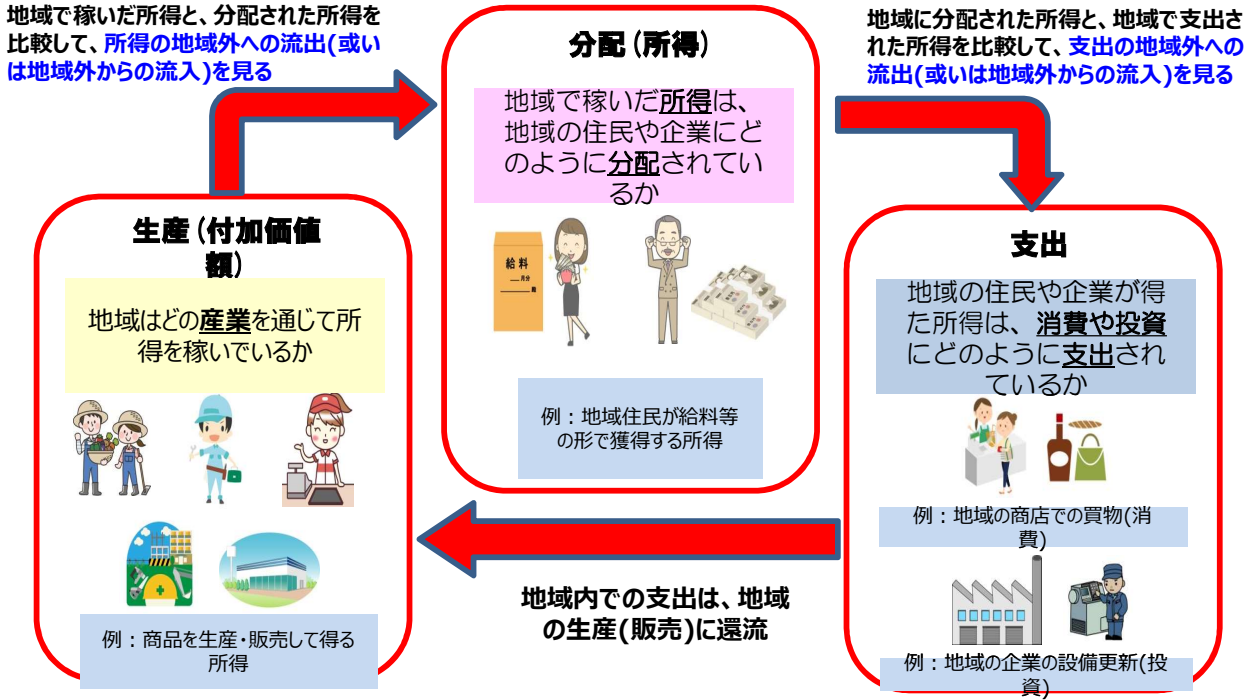 地域で稼いだ所得と、分配された所得を
比較して、所得の地域外への流出(或い
は地域外からの流入)を見る
分配(所得)
地域で稼いだ所得は、
地域の住民や企業にど
のように分配されてい
るか
給料
月分
殿
例：地域住民が給料等
の形で獲得する所得
地域に分配された所得と、地域で支出さ
れた所得を比較して、支出の地域外への
流出(或いは地域外からの流入)を見る
生産(付加価値
額)
地域はどの産業を通じて所
得を稼いでいるか
例：商品を生産・販売して得る
所得
支出
地域の住民や企業が得
た所得は、消費や投資
にどのように支出され
ているか
例：地域の商店での買物(消
費)
例：地域の企業の設備更新(投
資)
地域内での支出は、地域
の生産(販売)に還流